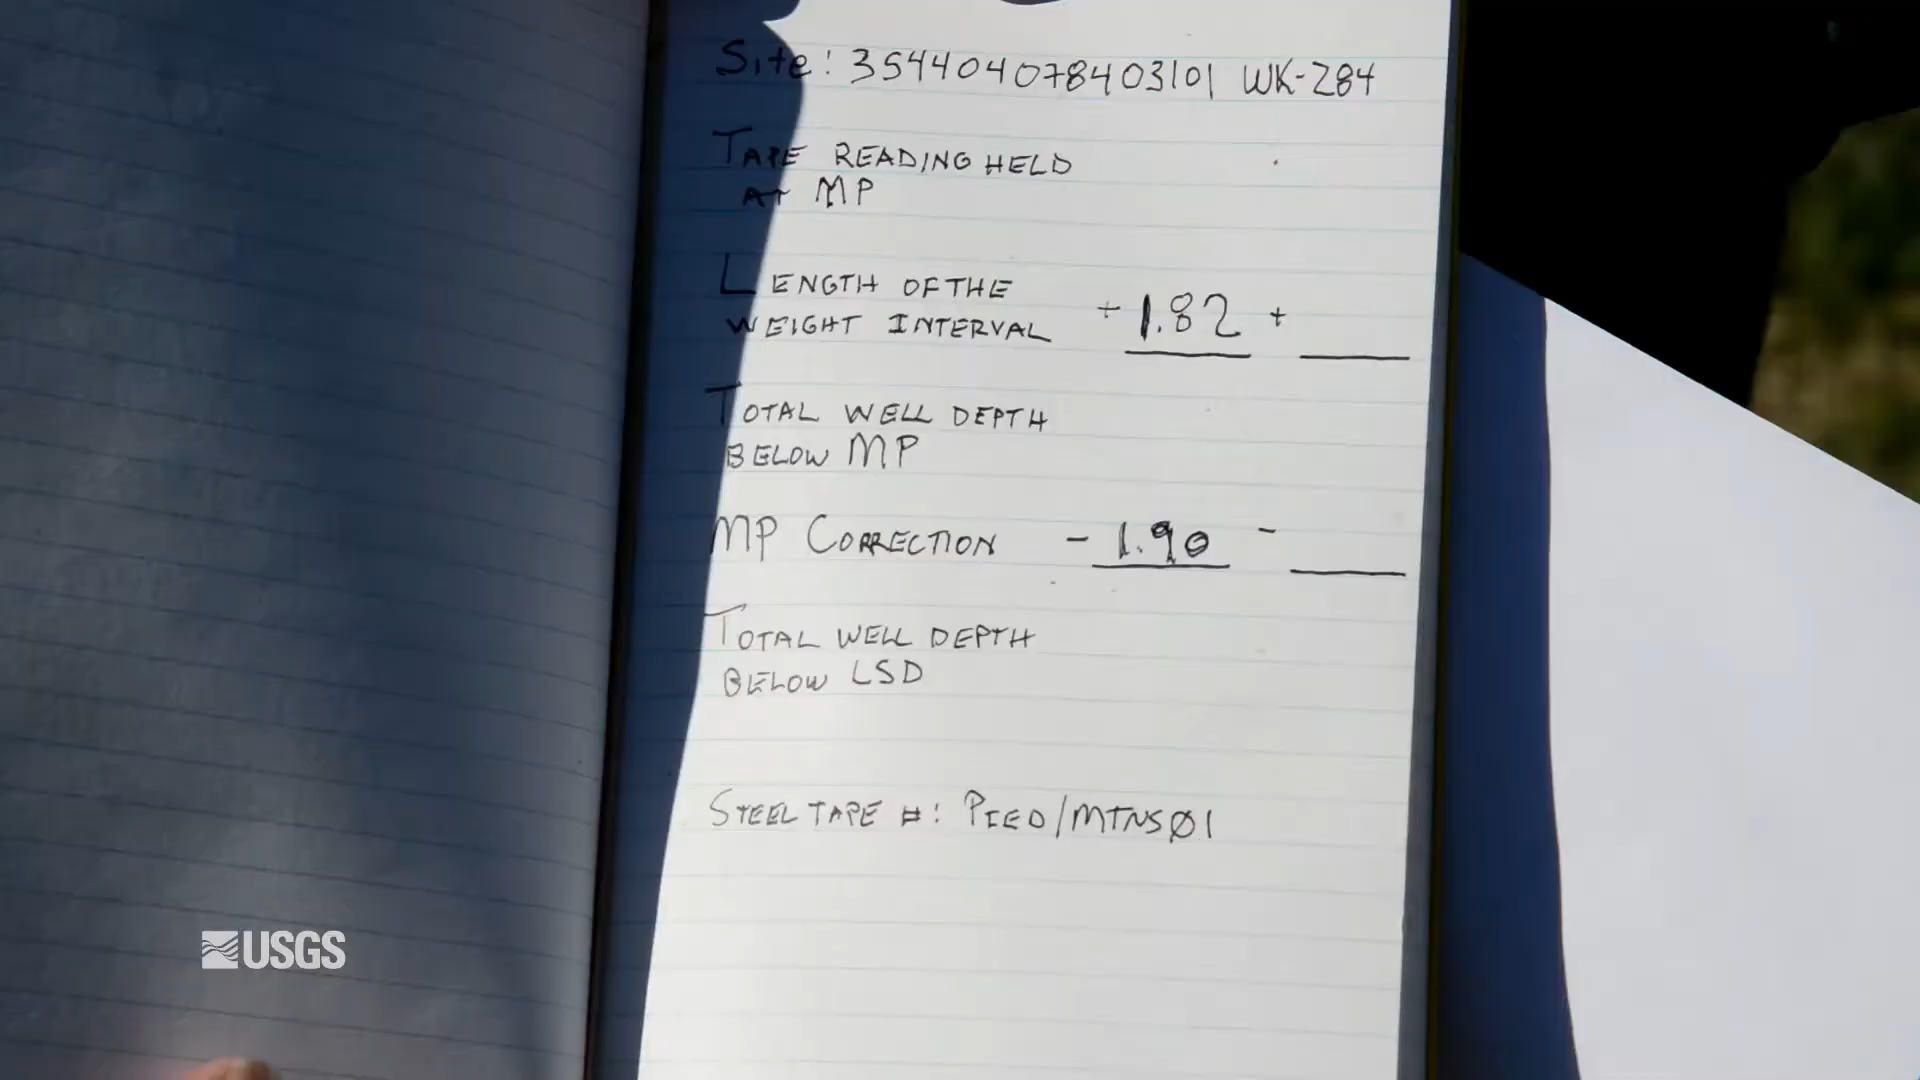 Site: 354404078403101 WK-284
TAPE READING HELD
AT MP
LENGTH OF THE
WEIGHT INTERVAL + 1.82 +
TOTAL WELL DEPTH
BELOW MP
MP CORRECTION - 1.90 -
TOTAL WELL DEPTH
BELOW LSD
STEEL TAPE #: PIED/MTNS01
USGS